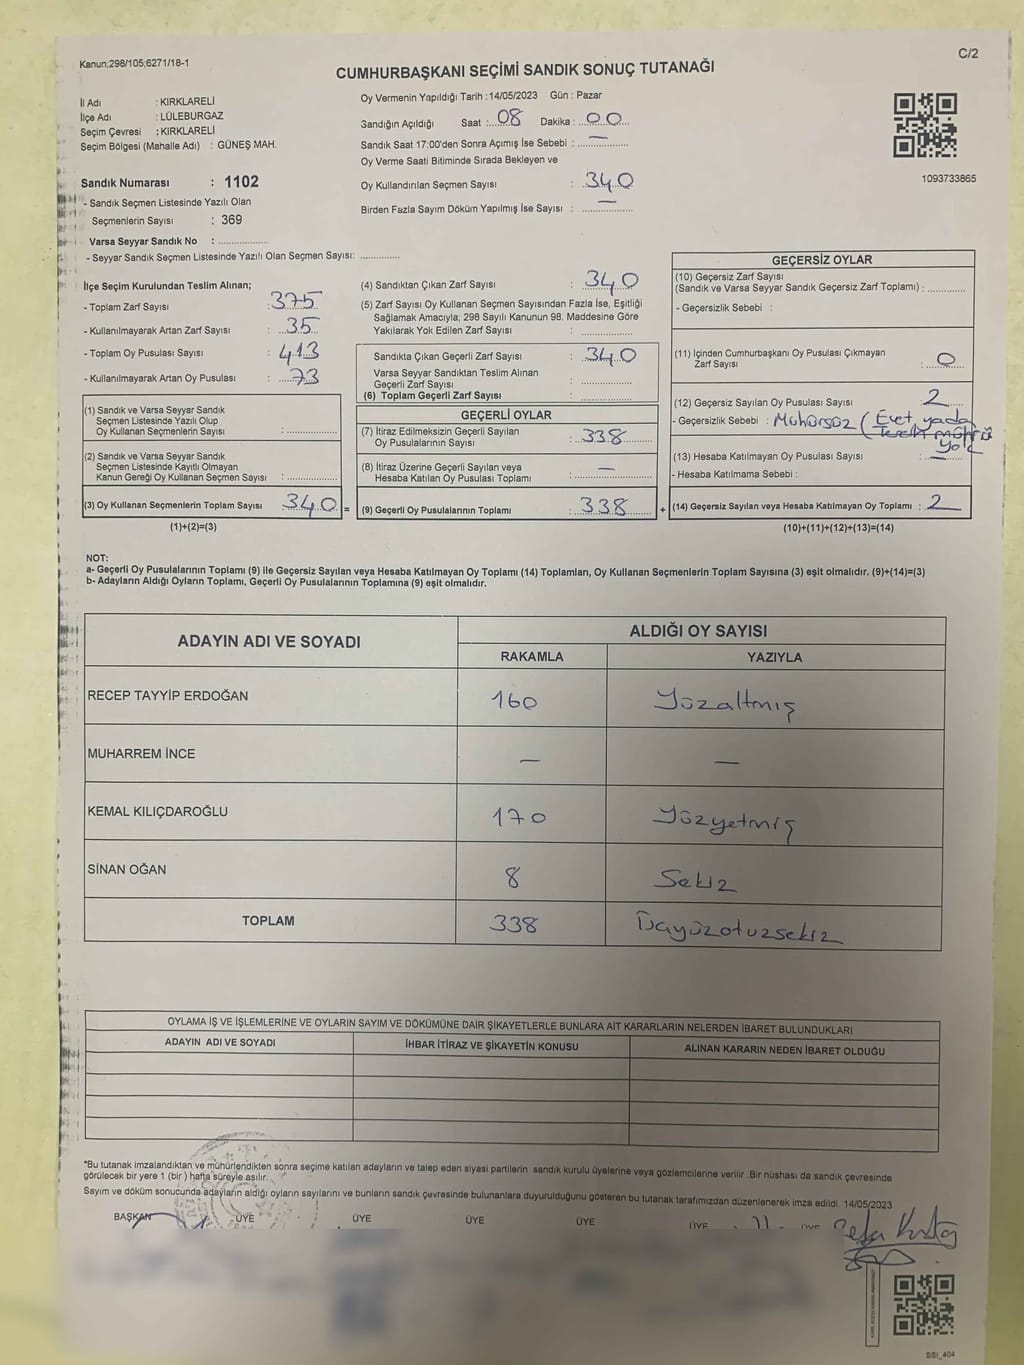 Kanun;298/105;6271/18-1
C/2
CUMHURBAŞKANI SEÇİMİ SANDIK SONUÇ TUTANAĞI
İl Adı : KIRKLARELİ
İlçe Adı : LÜLEBURGAZ
Seçim Çevresi : KIRKLARELİ
Seçim Bölgesi (Mahalle Adı) : GÜNEŞ MAH.
Sandık Numarası : 1102
- Sandık Seçmen Listesinde Yazılı Olan
Seçmenlerin Sayısı : 369
Varsa Seyyar Sandık No : ..................
- Seyyar Sandık Seçmen Listesinde Yazılı Olan Seçmen Sayısı: ..............
Oy Vermenin Yapıldığı Tarih : 14/05/2023 Gün : Pazar
Sandığın Açıldığı Saat : 08 Dakika : 00
Sandık Saat 17:00'den Sonra Açımış İse Sebebi : —
Oy Verme Saati Bitiminde Sırada Bekleyen ve
Oy Kullandırılan Seçmen Sayısı : 340
Birden Fazla Sayım Döküm Yapılmış İse Sayısı : —
1093733865
İlçe Seçim Kurulundan Teslim Alınan;
- Toplam Zarf Sayısı : 375
- Kullanılmayarak Artan Zarf Sayısı : 35
- Toplam Oy Pusulası Sayısı : 413
- Kullanılmayarak Artan Oy Pusulası : 73
(1) Sandık ve Varsa Seyyar Sandık
Seçmen Listesinde Yazılı Olup
Oy Kullanan Seçmenlerin Sayısı : ..............
(2) Sandık ve Varsa Seyyar Sandık
Seçmen Listesinde Kayıtlı Olmayan
Kanun Gereği Oy Kullanan Seçmen Sayısı : ..............
(3) Oy Kullanan Seçmenlerin Toplam Sayısı : 340 =
(1)+(2)=(3)
(4) Sandıktan Çıkan Zarf Sayısı : 340
(5) Zarf Sayısı Oy Kullanan Seçmen Sayısından Fazla İse, Eşitliği
Sağlamak Amacıyla; 298 Sayılı Kanunun 98. Maddesine Göre
Yakılarak Yok Edilen Zarf Sayısı : ..............
Sandıkta Çıkan Geçerli Zarf Sayısı : 340
Varsa Seyyar Sandıktan Teslim Alınan
Geçerli Zarf Sayısı : ..............
(6) Toplam Geçerli Zarf Sayısı : ..............
GEÇERLİ OYLAR
(7) İtiraz Edilmeksizin Geçerli Sayılan
Oy Pusulalarının Sayısı : 338
(8) İtiraz Üzerine Geçerli Sayılan veya
Hesaba Katılan Oy Pusulası Toplamı : —
(9) Geçerli Oy Pusulalarının Toplamı : 338 +
GEÇERSİZ OYLAR
(10) Geçersiz Zarf Sayısı
(Sandık ve Varsa Seyyar Sandık Geçersiz Zarf Toplamı) : ..............
- Geçersizlik Sebebi :
(11) İçinden Cumhurbaşkanı Oy Pusulası Çıkmayan
Zarf Sayısı : 0
(12) Geçersiz Sayılan Oy Pusulası Sayısı : 2
- Geçersizlik Sebebi : Mühürsüz (Evet yada
Tercih mührü
yok
(13) Hesaba Katılmayan Oy Pusulası Sayısı : —
- Hesaba Katılmama Sebebi :
(14) Geçersiz Sayılan veya Hesaba Katılmayan Oy Toplamı : 2
(10)+(11)+(12)+(13)=(14)
NOT:
a- Geçerli Oy Pusulalarının Toplamı (9) ile Geçersiz Sayılan veya Hesaba Katılmayan Oy Toplamı (14) Toplamları, Oy Kullanan Seçmenlerin Toplam Sayısına (3) eşit olmalıdır. (9)+(14)=(3)
b- Adayların Aldığı Oyların Toplamı, Geçerli Oy Pusulalarının Toplamına (9) eşit olmalıdır.
ADAYIN ADI VE SOYADI
ALDIĞI OY SAYISI
RAKAMLA YAZIYLA
RECEP TAYYİP ERDOĞAN 160 Yüzaltmış
MUHARREM İNCE — —
KEMAL KILIÇDAROĞLU 170 Yüzyetmiş
SİNAN OĞAN 8 Sekiz
TOPLAM 338 Üçyüzotuzsekiz
OYLAMA İŞ VE İŞLEMLERİNE VE OYLARIN SAYIM VE DÖKÜMÜNE DAİR ŞİKAYETLERLE BUNLARA AİT KARARLARIN NELERDEN İBARET BULUNDUKLARI
ADAYIN ADI VE SOYADI İHBAR İTİRAZ VE ŞİKAYETİN KONUSU ALINAN KARARIN NEDEN İBARET OLDUĞU
*Bu tutanak imzalandıktan ve mühürlendikten sonra seçime katılan adayların ve talep eden siyasi partilerin sandık kurulu üyelerine veya gözlemcilerine verilir .Bir nüshası da sandık çevresinde
görülecek bir yere 1 (bir ) hafta süreyle asılır.
Sayım ve döküm sonucunda adayların aldığı oyların sayılarını ve bunların sandık çevresinde bulunanlara duyurulduğunu gösteren bu tutanak tarafımızdan düzenlenerek imza edildi. 14/05/2023
BAŞKAN ÜYE ÜYE ÜYE ÜYE ÜYE ÜYE
SSI_404